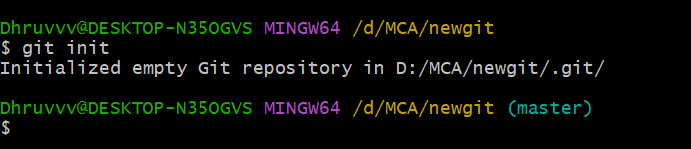 Dhruvvv@DESKTOP-N35OGVS MINGW64 /d/MCA/newgit
$ git init
Initialized empty Git repository in D:/MCA/newgit/.git/
Dhruvvv@DESKTOP-N35OGVS MINGW64 /d/MCA/newgit (master)
$